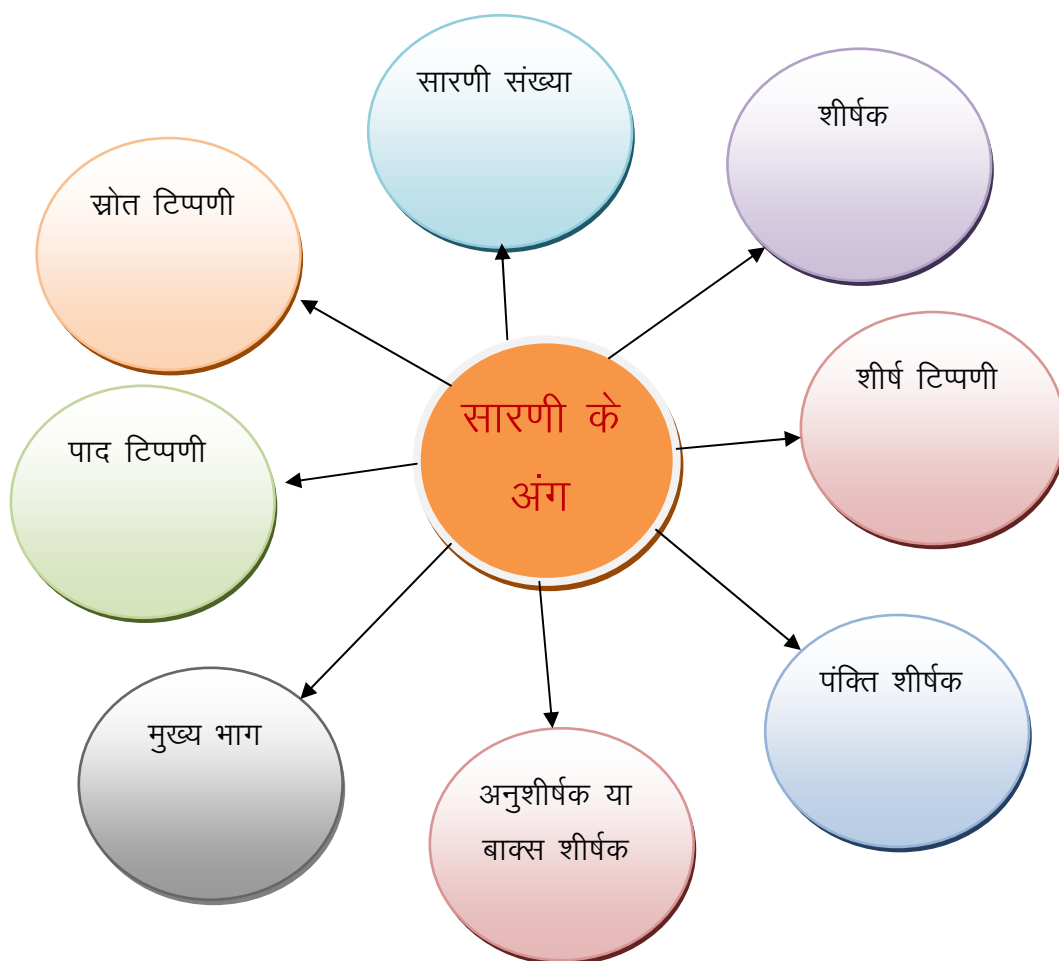 सारणी संख्या
शीर्षक
स्रोत टिप्पणी
शीर्ष टिप्पणी
सारणी के
अंग
पाद टिप्पणी
पंक्ति शीर्षक
मुख्य भाग
अनुशीर्षक या
बाक्स शीर्षक